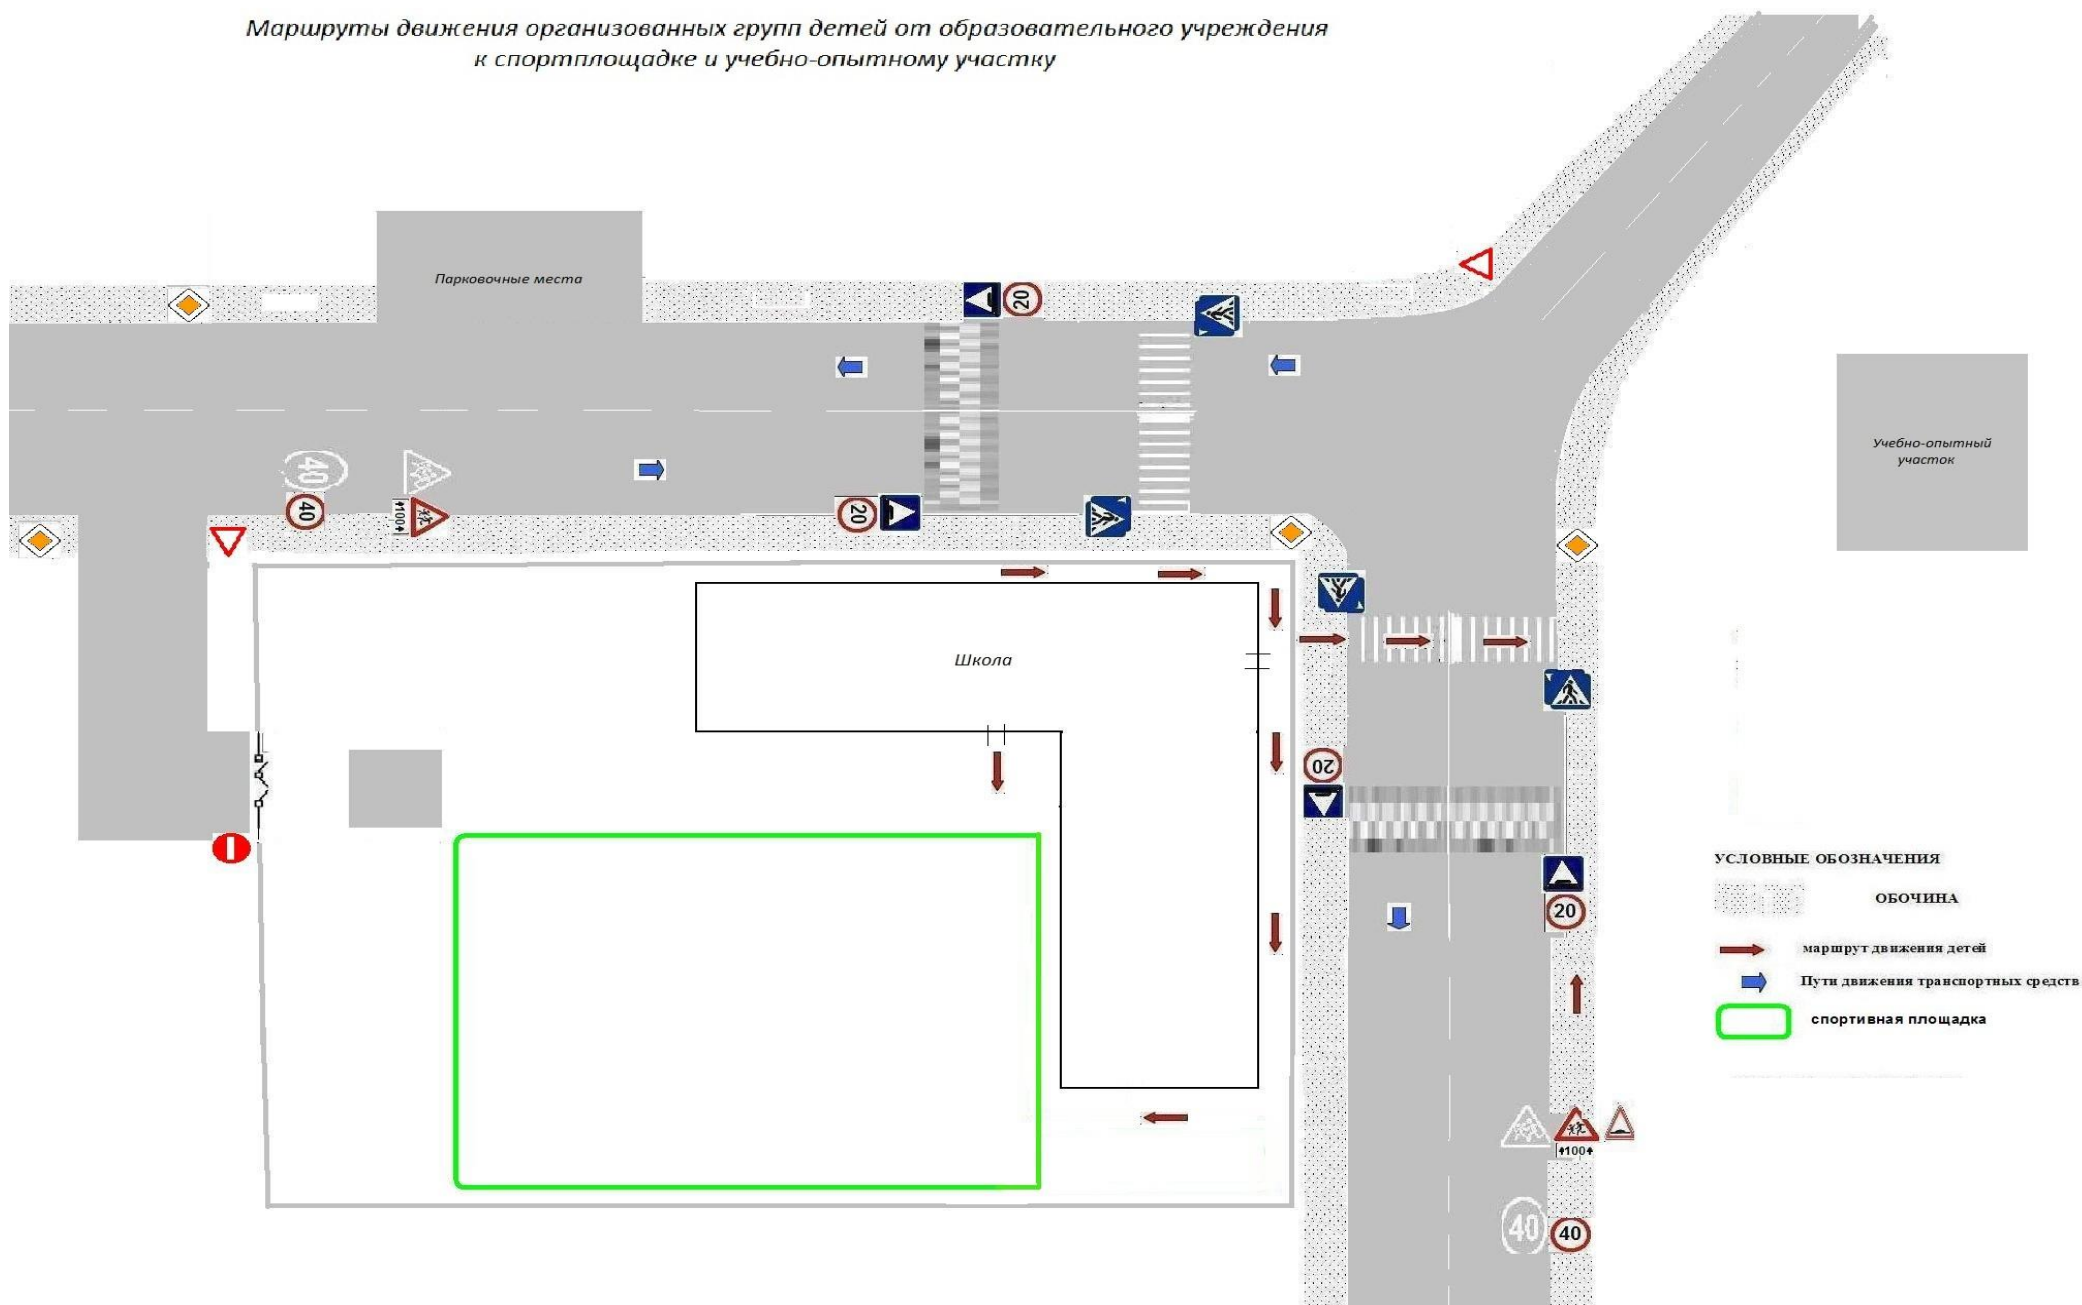 Маршруты движения организованных групп детей от образовательного учреждения
к спортплощадке и учебно-опытному участку
Парковочные места
20
40
40
100
20
Учебно-опытный
участок
Школа
20
20
УСЛОВНЫЕ ОБОЗНАЧЕНИЯ
ОБОЧИНА
маршрут движения детей
Пути движения транспортных средств
спортивная площадка
100
40
40